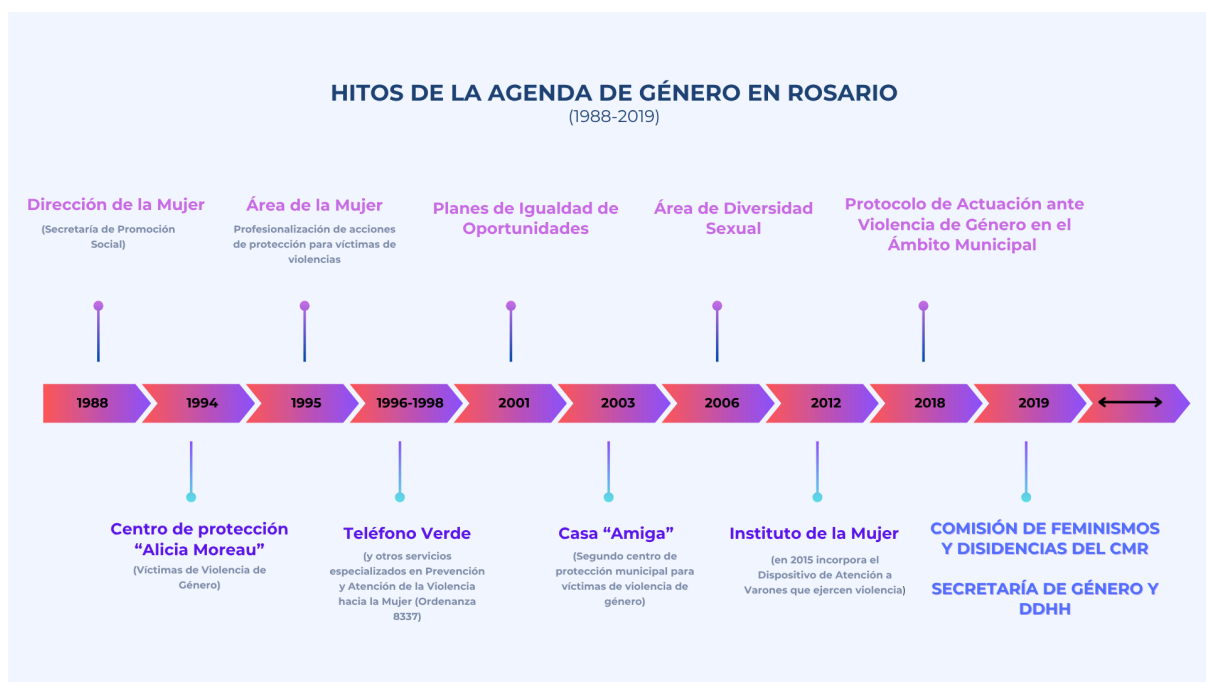 HITOS DE LA AGENDA DE GÉNERO EN ROSARIO
(1988-2019)
Dirección de la Mujer
(Secretaría de Promoción
Social)
Área de la Mujer
Profesionalización de acciones
de protección para víctimas de
violencias
Planes de Igualdad de
Oportunidades
Área de Diversidad
Sexual
Protocolo de Actuación ante
Violencia de Género en el
Ámbito Municipal
1988
1994
1995
1996-1998
2001
2003
2006
2012
2018
2019
Centro de protección
“Alicia Moreau”
(Víctimas de Violencia de
Género)
Teléfono Verde
(y otros servicios
especializados en Prevención
y Atención de la Violencia
hacia la Mujer (Ordenanza
8337)
Casa “Amiga”
(Segundo centro de
protección municipal para
víctimas de violencia de
género)
Instituto de la Mujer
(en 2015 incorpora el
Dispositivo de Atención a
Varones que ejercen violencia)
COMISIÓN DE FEMINISMOS
Y DISIDENCIAS DEL CMR
SECRETARÍA DE GÉNERO Y
DDHH